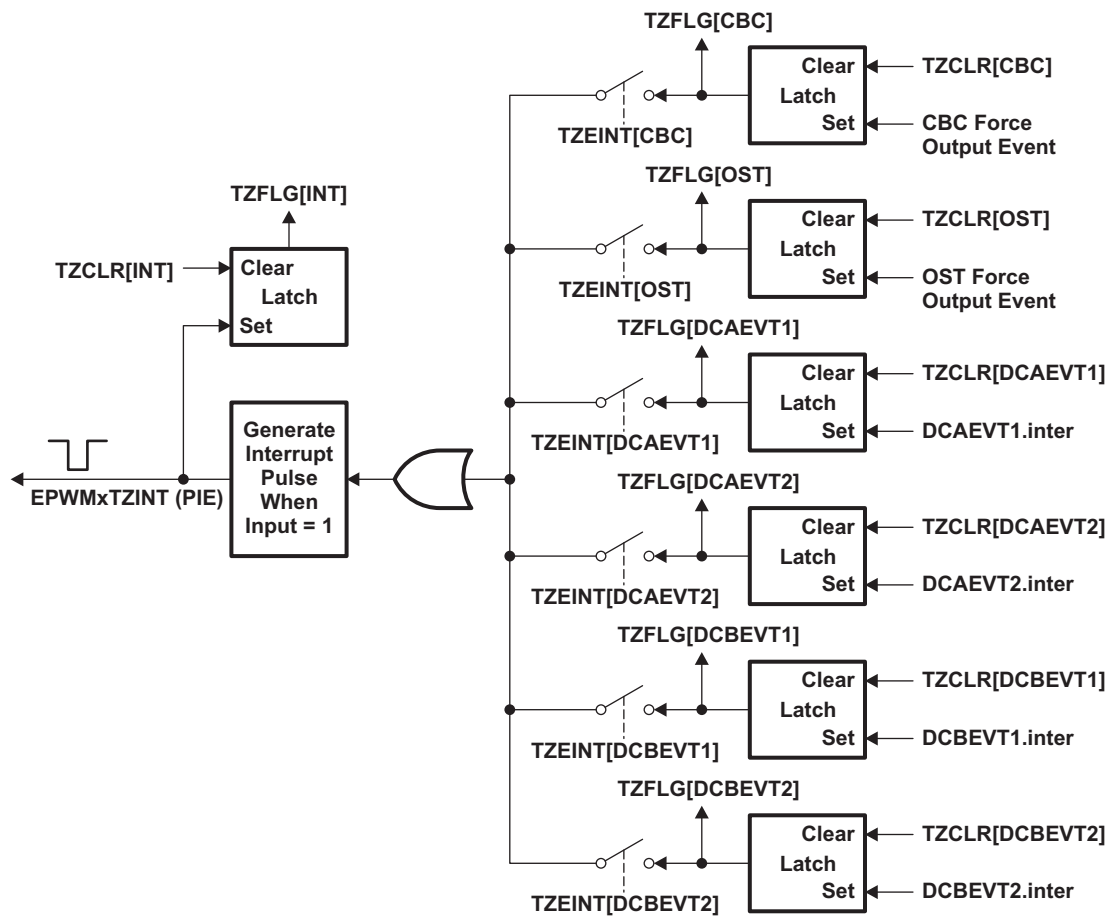 TZFLG[CBC]
Clear
Latch
Set
TZCLR[CBC]
CBC Force
Output Event
TZEINT[CBC]
TZFLG[OST]
Clear
Latch
Set
TZCLR[OST]
OST Force
Output Event
TZEINT[OST]
TZFLG[INT]
TZCLR[INT]
Clear
Latch
Set
TZFLG[DCAEVT1]
Clear
Latch
Set
TZCLR[DCAEVT1]
DCAEVT1.inter
TZEINT[DCAEVT1]
Generate
Interrupt
Pulse
When
Input = 1
EPWMxTZINT (PIE)
TZFLG[DCAEVT2]
Clear
Latch
Set
TZCLR[DCAEVT2]
DCAEVT2.inter
TZEINT[DCAEVT2]
TZFLG[DCBEVT1]
Clear
Latch
Set
TZCLR[DCBEVT1]
DCBEVT1.inter
TZEINT[DCBEVT1]
TZFLG[DCBEVT2]
Clear
Latch
Set
TZCLR[DCBEVT2]
DCBEVT2.inter
TZEINT[DCBEVT2]